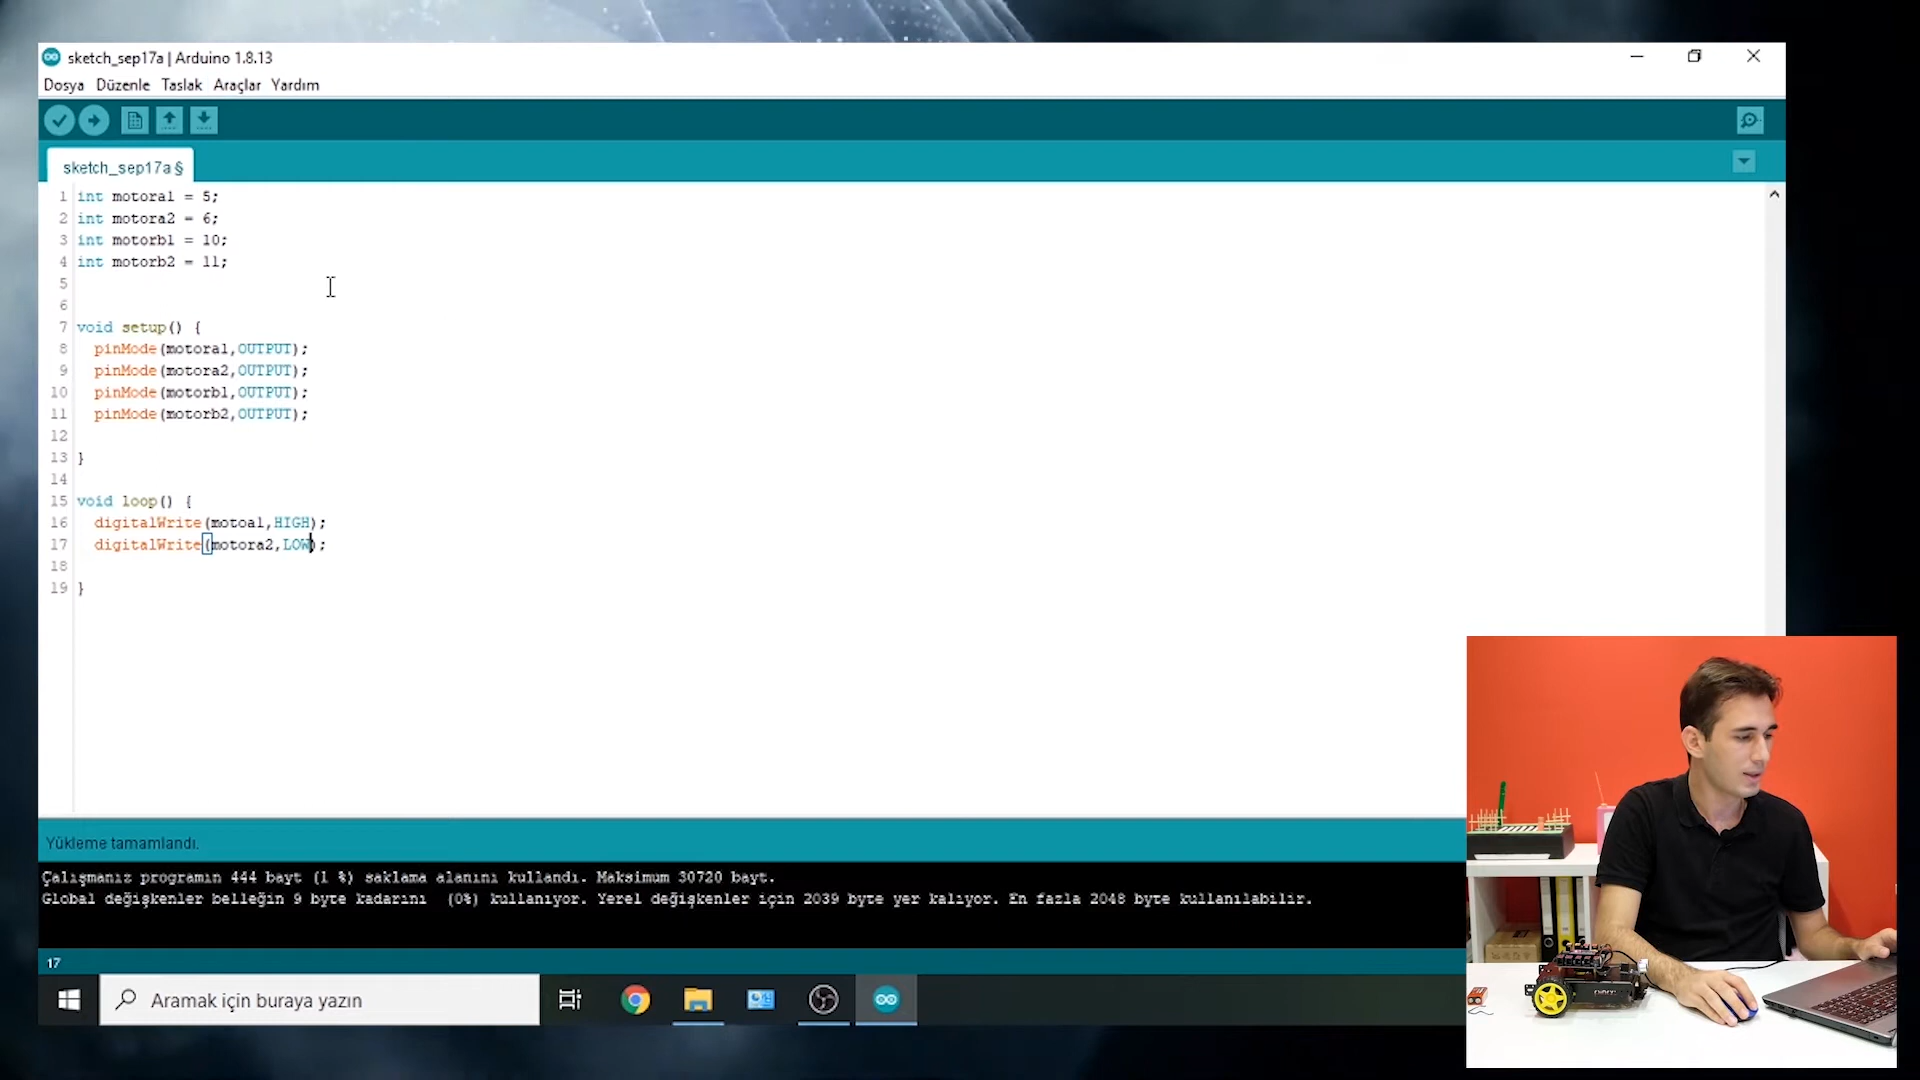 sketch_sep17a | Arduino 1.8.13
Dosya Düzenle Taslak Araçlar Yardım
sketch_sep17a §
1 int motora1 = 5;
2 int motora2 = 6;
3 int motorb1 = 10;
4 int motorb2 = 11;
5
6
7 void setup() {
8 pinMode(motora1,OUTPUT);
9 pinMode(motora2,OUTPUT);
10 pinMode(motorb1,OUTPUT);
11 pinMode(motorb2,OUTPUT);
12
13 }
14
15 void loop() {
16 digitalWrite(motoa1,HIGH);
17 digitalWrite(motora2,LOW);
18
19 }
Yükleme tamamlandı.
Çalışmanız programın 444 bayt (1 %) saklama alanını kullandı. Maksimum 30720 bayt.
Global değişkenler belleğin 9 byte kadarını (0%) kullanıyor. Yerel değişkenler için 2039 byte yer kalıyor. En fazla 2048 byte kullanılabilir.
17
Aramak için buraya yazın